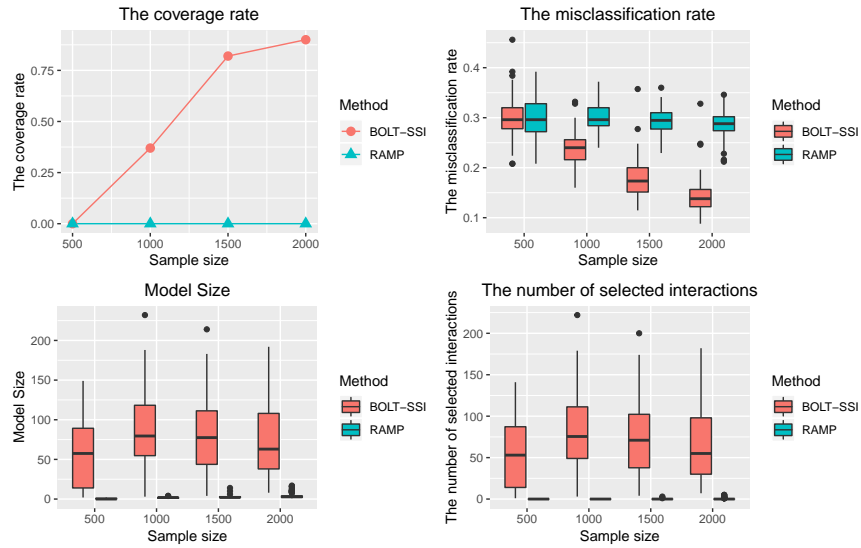 The coverage rate
The coverage rate
0.75
0.50
0.25
0.00
500
1000
1500
2000
Sample size
Method
BOLT-SSI
RAMP
The misclassification rate
The misclassification rate
0.4
0.3
0.2
0.1
500
1000
1500
2000
Sample size
Method
BOLT-SSI
RAMP
Model Size
Model Size
200
150
100
50
0
500
1000
1500
2000
Sample size
Method
BOLT-SSI
RAMP
The number of selected interactions
The number of selected interactions
200
150
100
50
0
500
1000
1500
2000
Sample size
Method
BOLT-SSI
RAMP